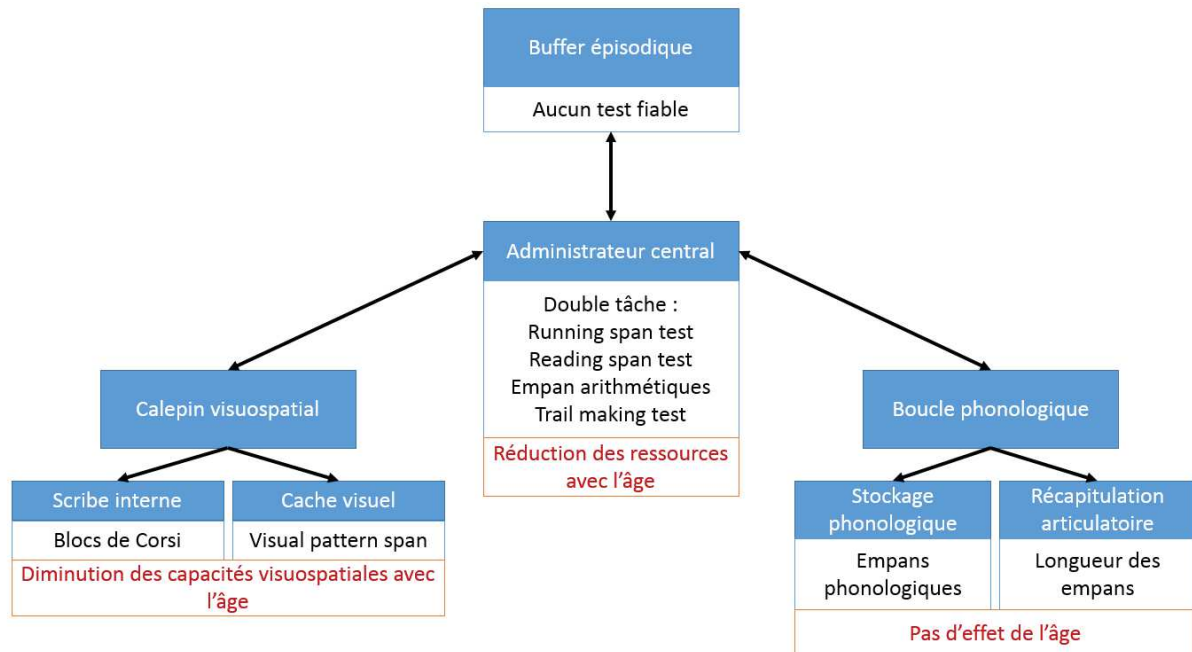 Buffer épisodique
Aucun test fiable
Administrateur central
Double tâche :
Running span test
Reading span test
Empan arithmétiques
Trail making test
Réduction des ressources
avec l'âge
Calepin visuospatial
Scribe interne
Cache visuel
Blocs de Corsi
Visual pattern span
Diminution des capacités visuospatiales avec
l'âge
Boucle phonologique
Stockage
phonologique
Récapitulation
articulatoire
Empans
phonologiques
Longueur des
empans
Pas d'effet de l'âge